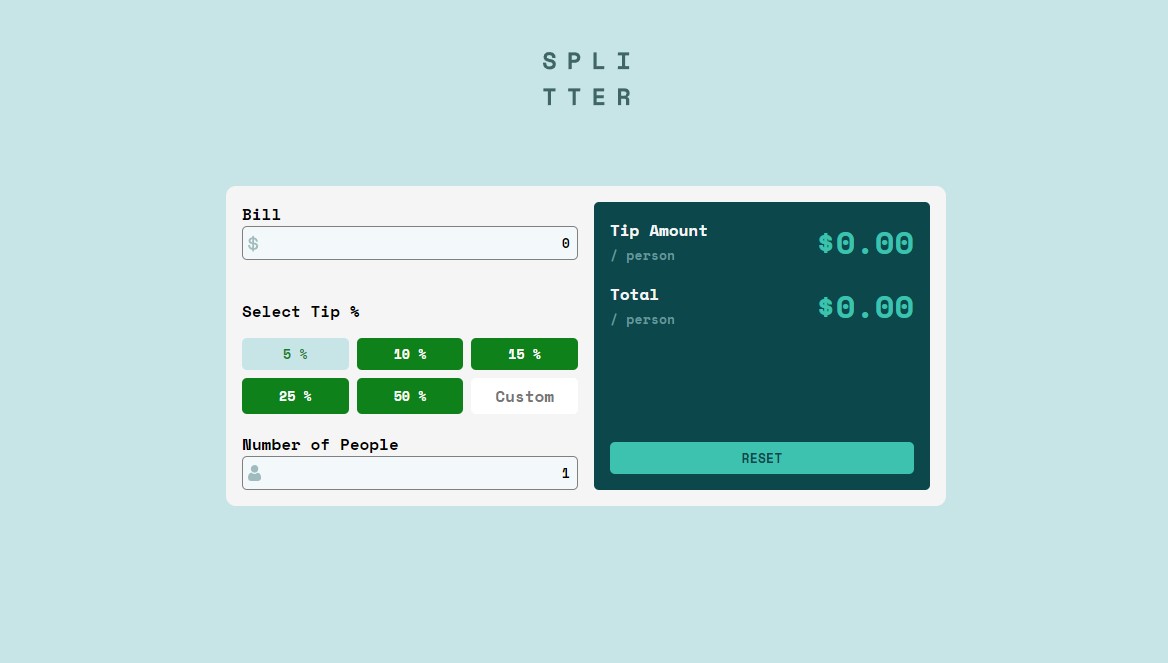 SPLI
TTER
Bill
$ 0
Select Tip %
5 % 10 % 15 %
25 % 50 % Custom
Number of People
1
Tip Amount
/ person
$0.00
Total
/ person
$0.00
RESET